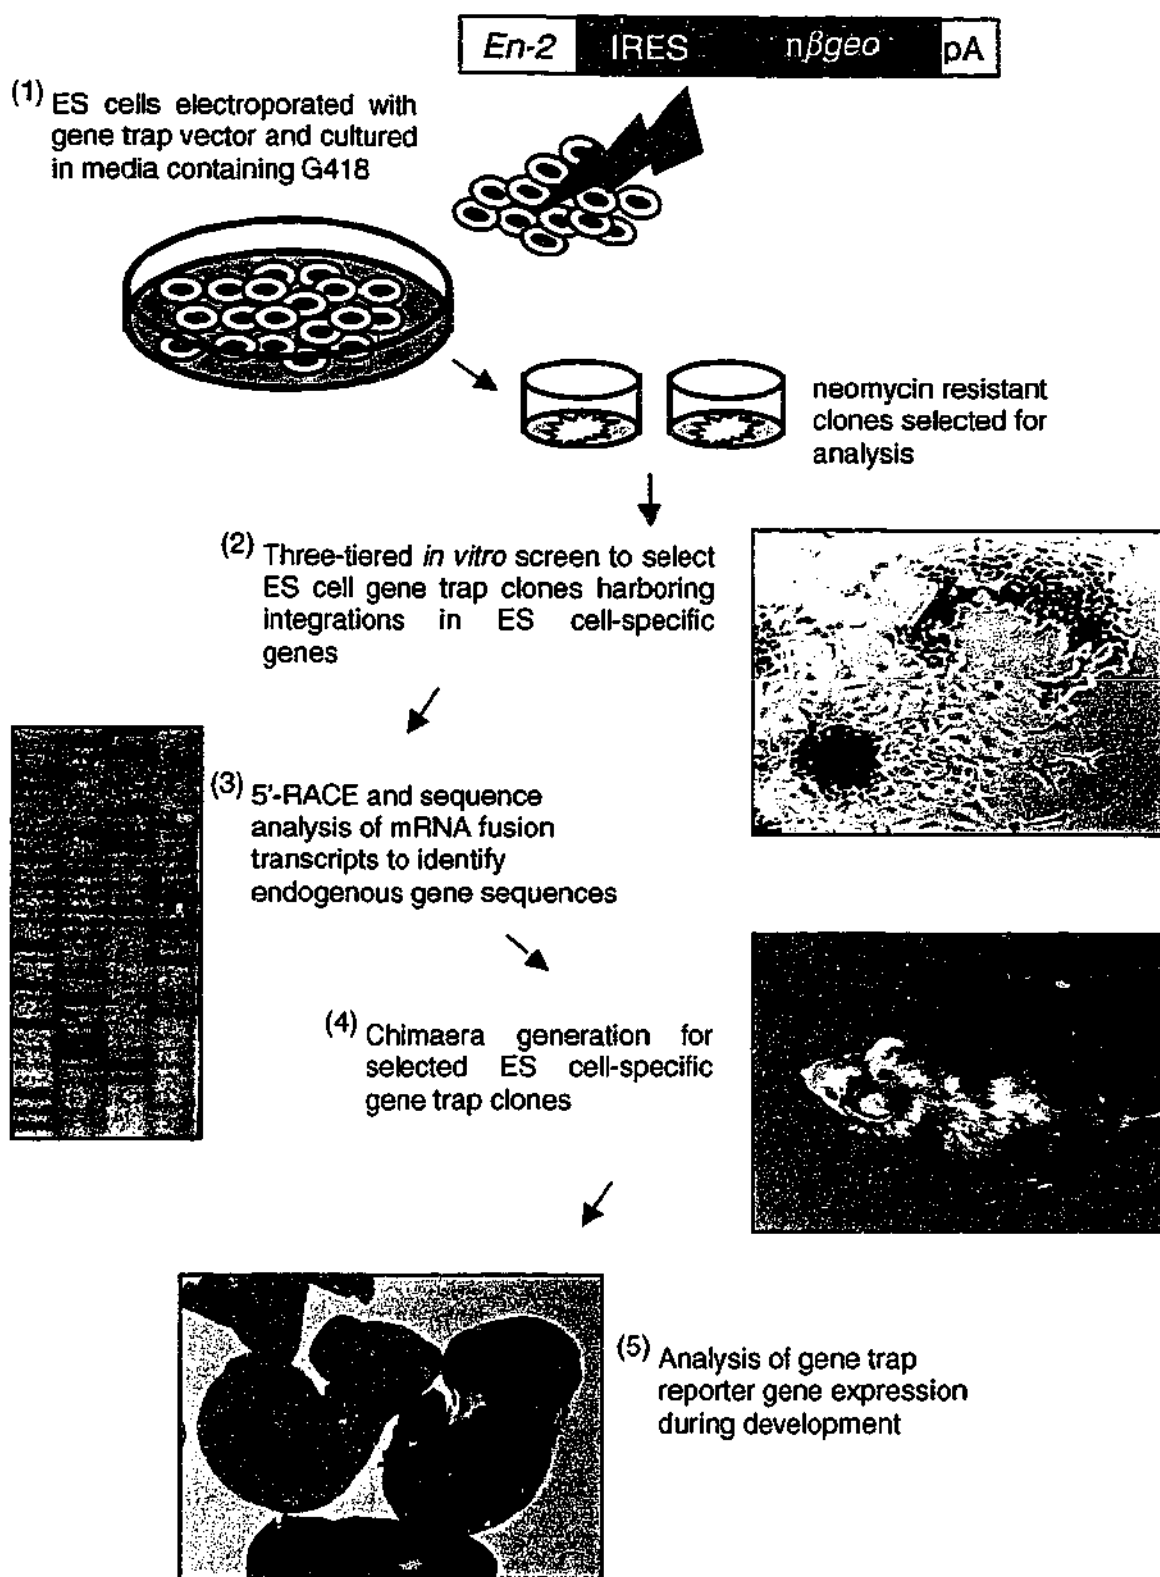 En-2 IRES nβgeo pA
(1) ES cells electroporated with
gene trap vector and cultured
in media containing G418
neomycin resistant
clones selected for
analysis
(2) Three-tiered in vitro screen to select
ES cell gene trap clones harboring
integrations in ES cell-specific
genes
(3) 5'-RACE and sequence
analysis of mRNA fusion
transcripts to identify
endogenous gene sequences
(4) Chimaera generation for
selected ES cell-specific
gene trap clones
(5) Analysis of gene trap
reporter gene expression
during development